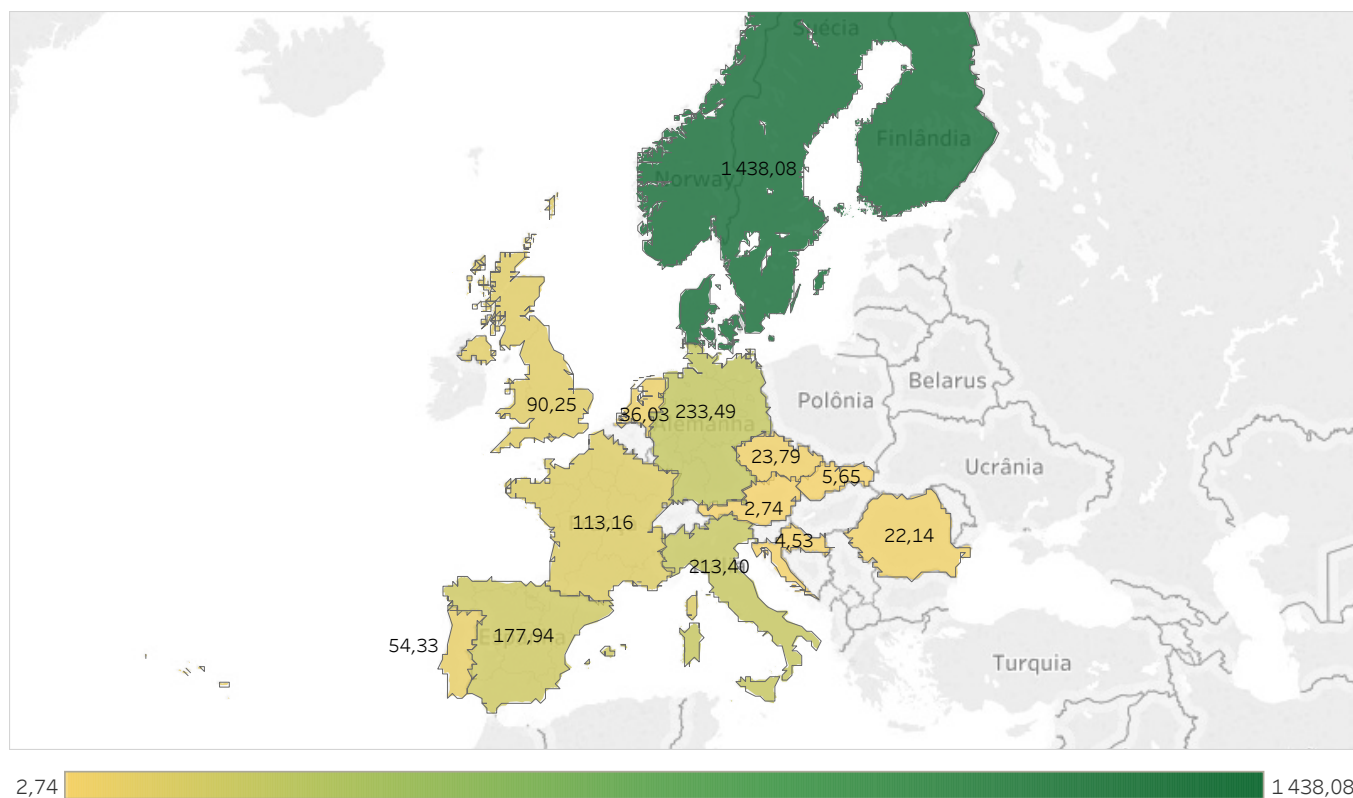 Suécia
Finlândia
1 438,08
Norway
Belarus
Polônia
90,25
36,03
233,49
Alemanha
23,79
Ucrânia
5,65
2,74
113,16
22,14
4,53
213,40
177,94
54,33
Turquia
2,74
1 438,08